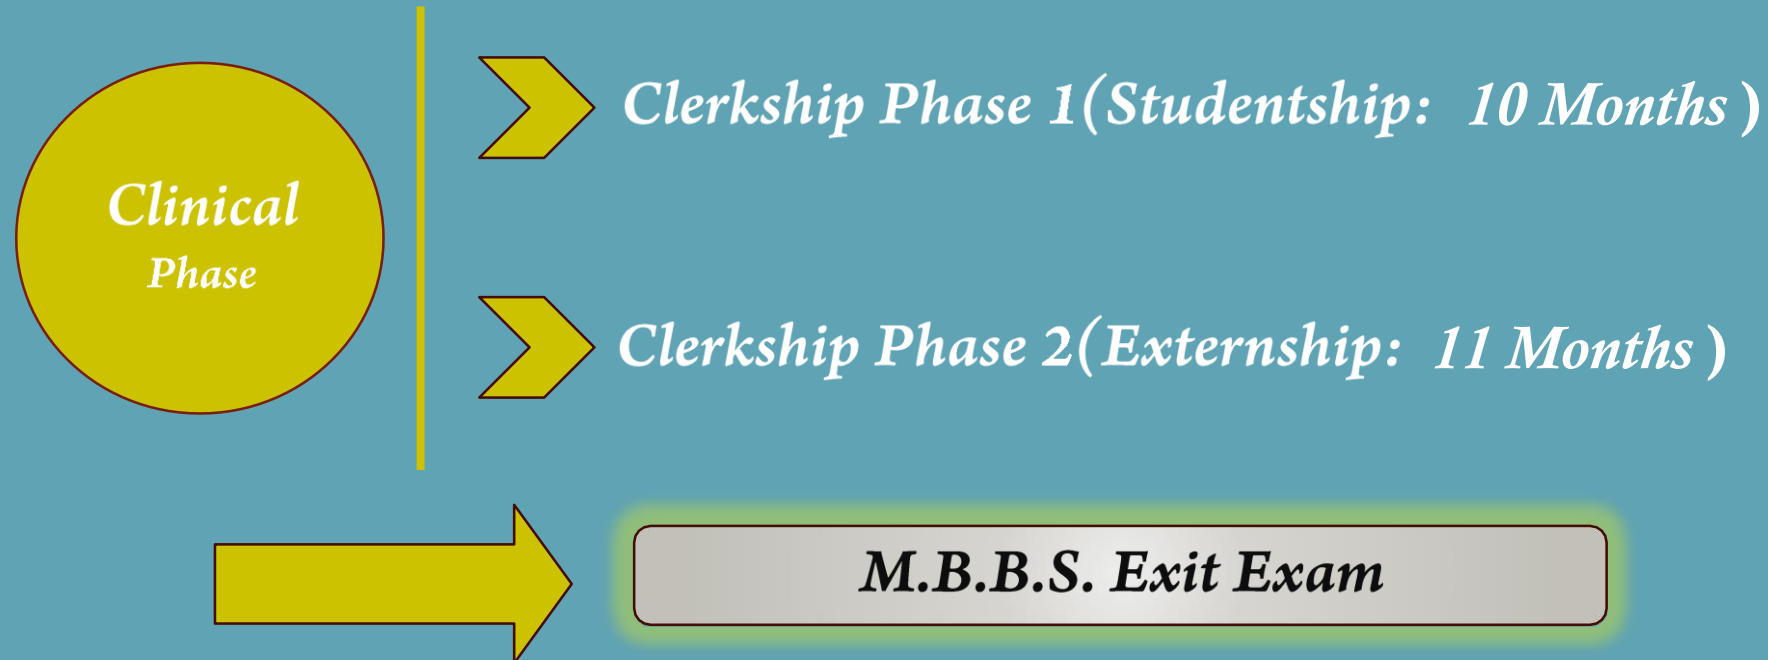 Clinical
Phase
Clerkship Phase 1(Studentship: 10 Months )
Clerkship Phase 2(Externship: 11 Months )
M.B.B.S. Exit Exam